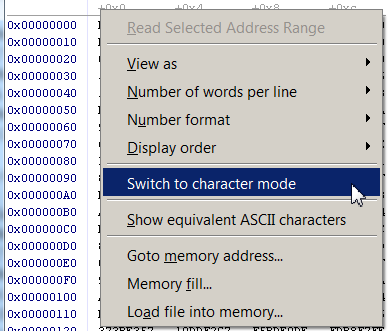 +0x0 +0x4 +0x8 +0xc
0x00000000
0x00000010
0x00000020
0x00000030
0x00000040
0x00000050
0x00000060
0x00000070
0x00000080
0x00000090
0x000000A0
0x000000B0
0x000000C0
0x000000D0
0x000000E0
0x000000F0
0x00000100
0x00000110
0x00000120
Read Selected Address Range
View as
Number of words per line
Number format
Display order
Switch to character mode
Show equivalent ASCII characters
Goto memory address...
Memory fill...
Load file into memory...